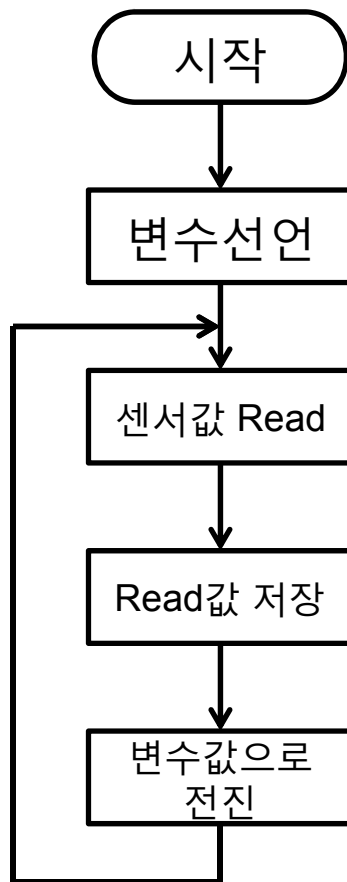 시작
변수선언
센서값 Read
Read값 저장
변수값으로
전진